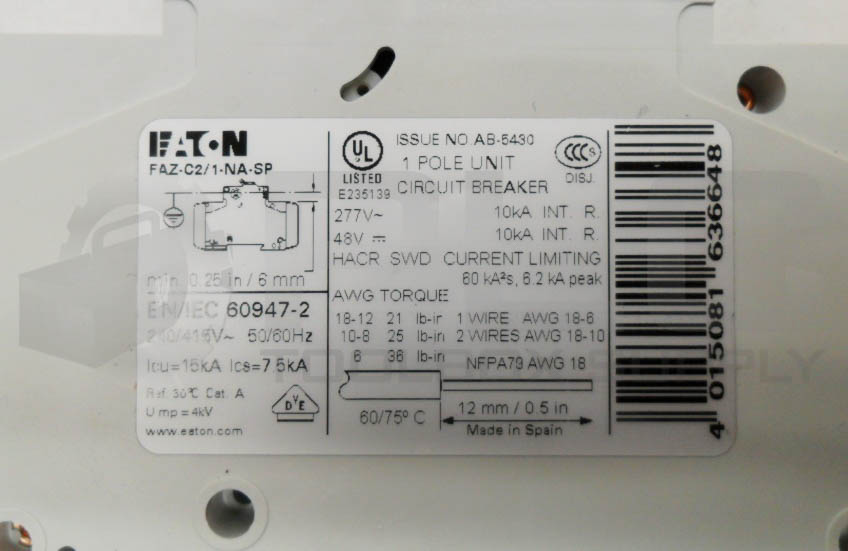 EATON
FAZ-C2/1-NA-SP
min. 0.25 in / 6 mm
EN/IEC 60947-2
240/415V~ 50/60Hz
Icu=15kA Ics=7.5kA
Ref. 30°C Cat. A
U imp = 4kV
www.eaton.com
DVE
UL
LISTED
E235139
ISSUE NO. AB-5430
1 POLE UNIT
CIRCUIT BREAKER
CCC S
DISJ.
277V~ 10kA INT. R.
48V 10kA INT. R.
HACR SWD CURRENT LIMITING
60 kA²s, 6.2 kA peak
AWG TORQUE
18-12 21 lb-in 1 WIRE AWG 18-6
10-8 25 lb-in 2 WIRES AWG 18-10
6 36 lb-in NFPA79 AWG 18
60/75° C
12 mm / 0.5 in
Made in Spain
4 015081 636648
TOOLBOX SUPPLY